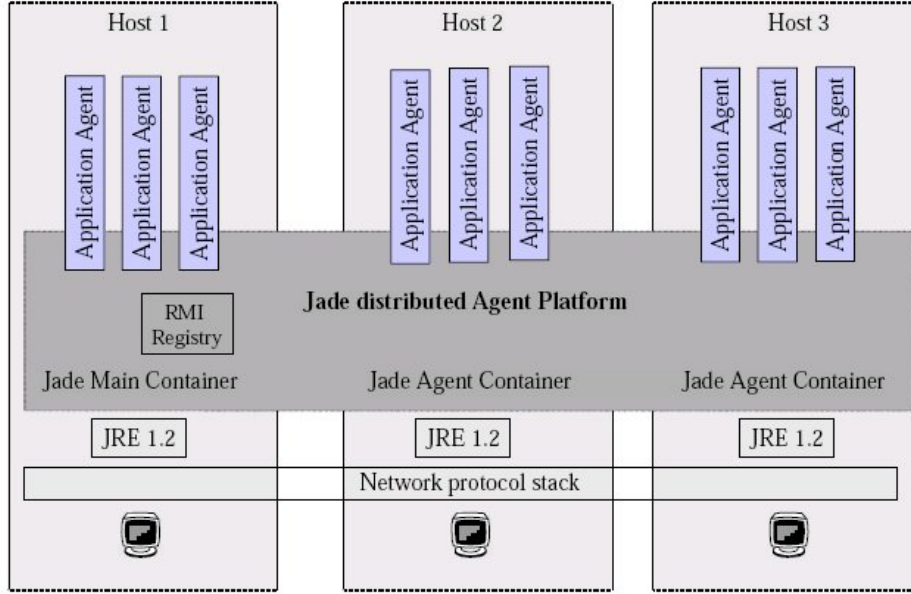 Host 1
Host 2
Host 3
Application Agent
Application Agent
Application Agent
Application Agent
Application Agent
Application Agent
Application Agent
Application Agent
Application Agent
Jade distributed Agent Platform
RMI
Registry
Jade Main Container
Jade Agent Container
Jade Agent Container
JRE 1.2
JRE 1.2
JRE 1.2
Network protocol stack